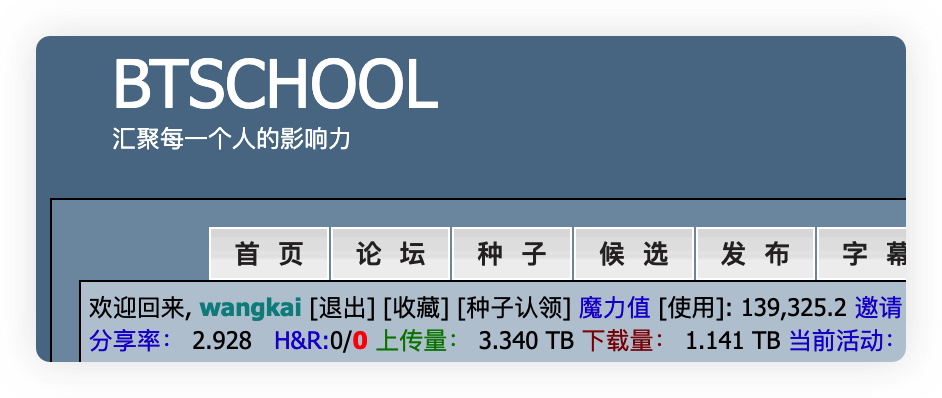 BTSCHOOL
汇聚每一个人的影响力
首 页 论 坛 种 子 候 选 发 布 字 幕
欢迎回来, wangkai [退出] [收藏] [种子认领] 魔力值 [使用]: 139,325.2 邀请
分享率： 2.928 H&R:0/0 上传量： 3.340 TB 下载量： 1.141 TB 当前活动：